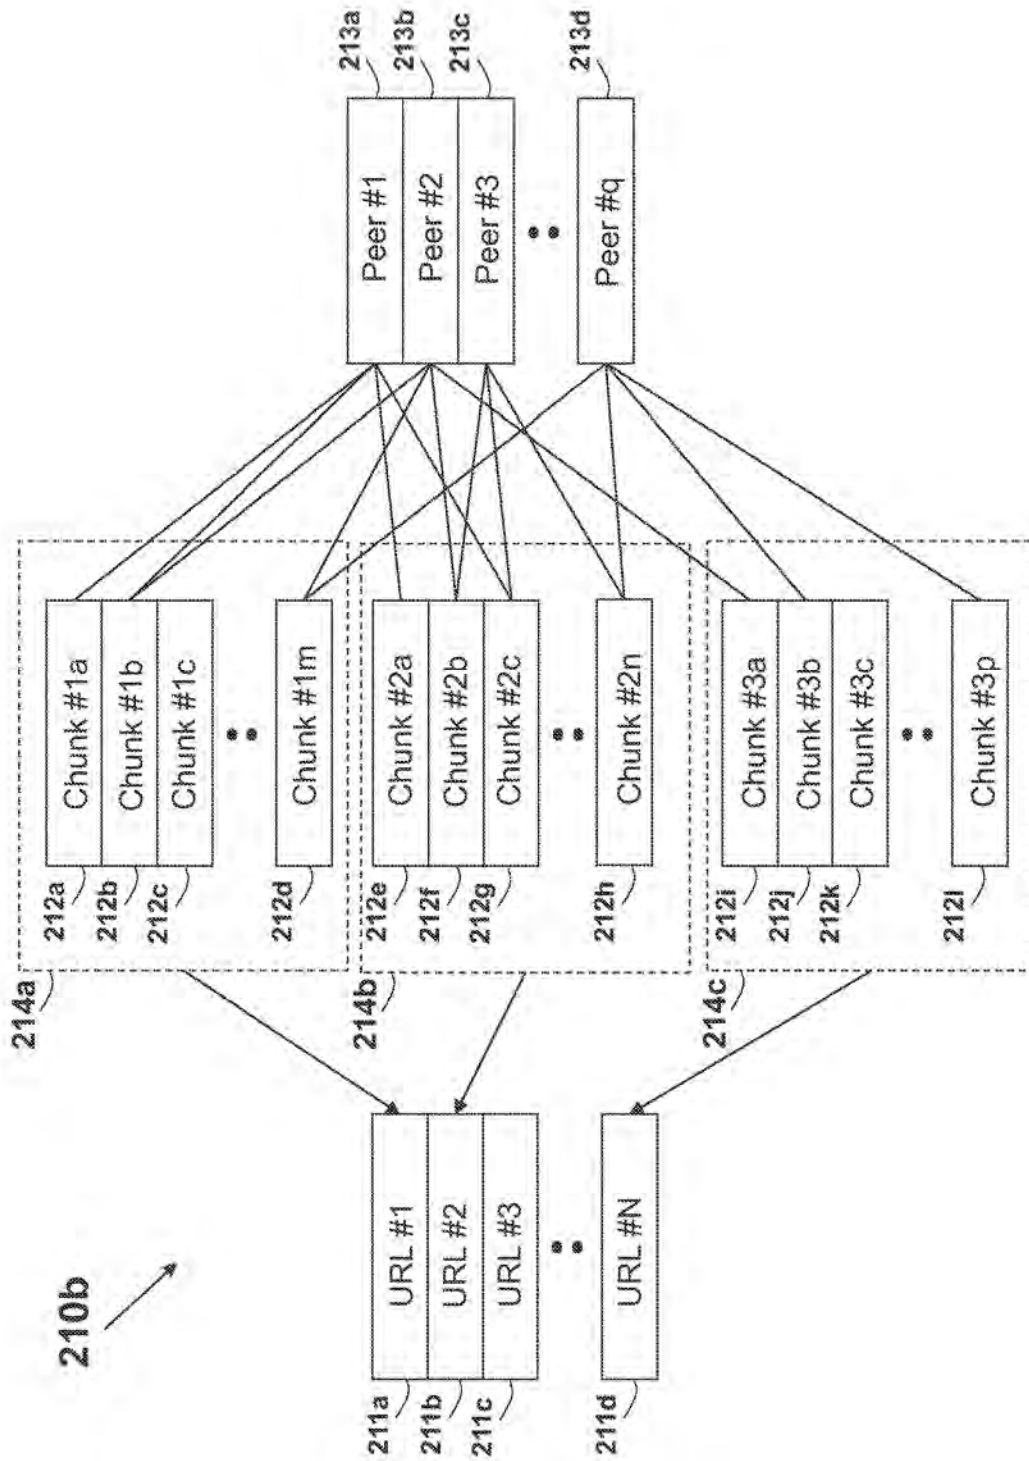 210b
211a
URL #1
211b
URL #2
211c
URL #3
211d
URL #N
214a
212a
Chunk #1a
212b
Chunk #1b
212c
Chunk #1c
212d
Chunk #1m
214b
212e
Chunk #2a
212f
Chunk #2b
212g
Chunk #2c
212h
Chunk #2n
214c
212i
Chunk #3a
212j
Chunk #3b
212k
Chunk #3c
212l
Chunk #3p
Peer #1
213a
Peer #2
213b
Peer #3
213c
Peer #q
213d